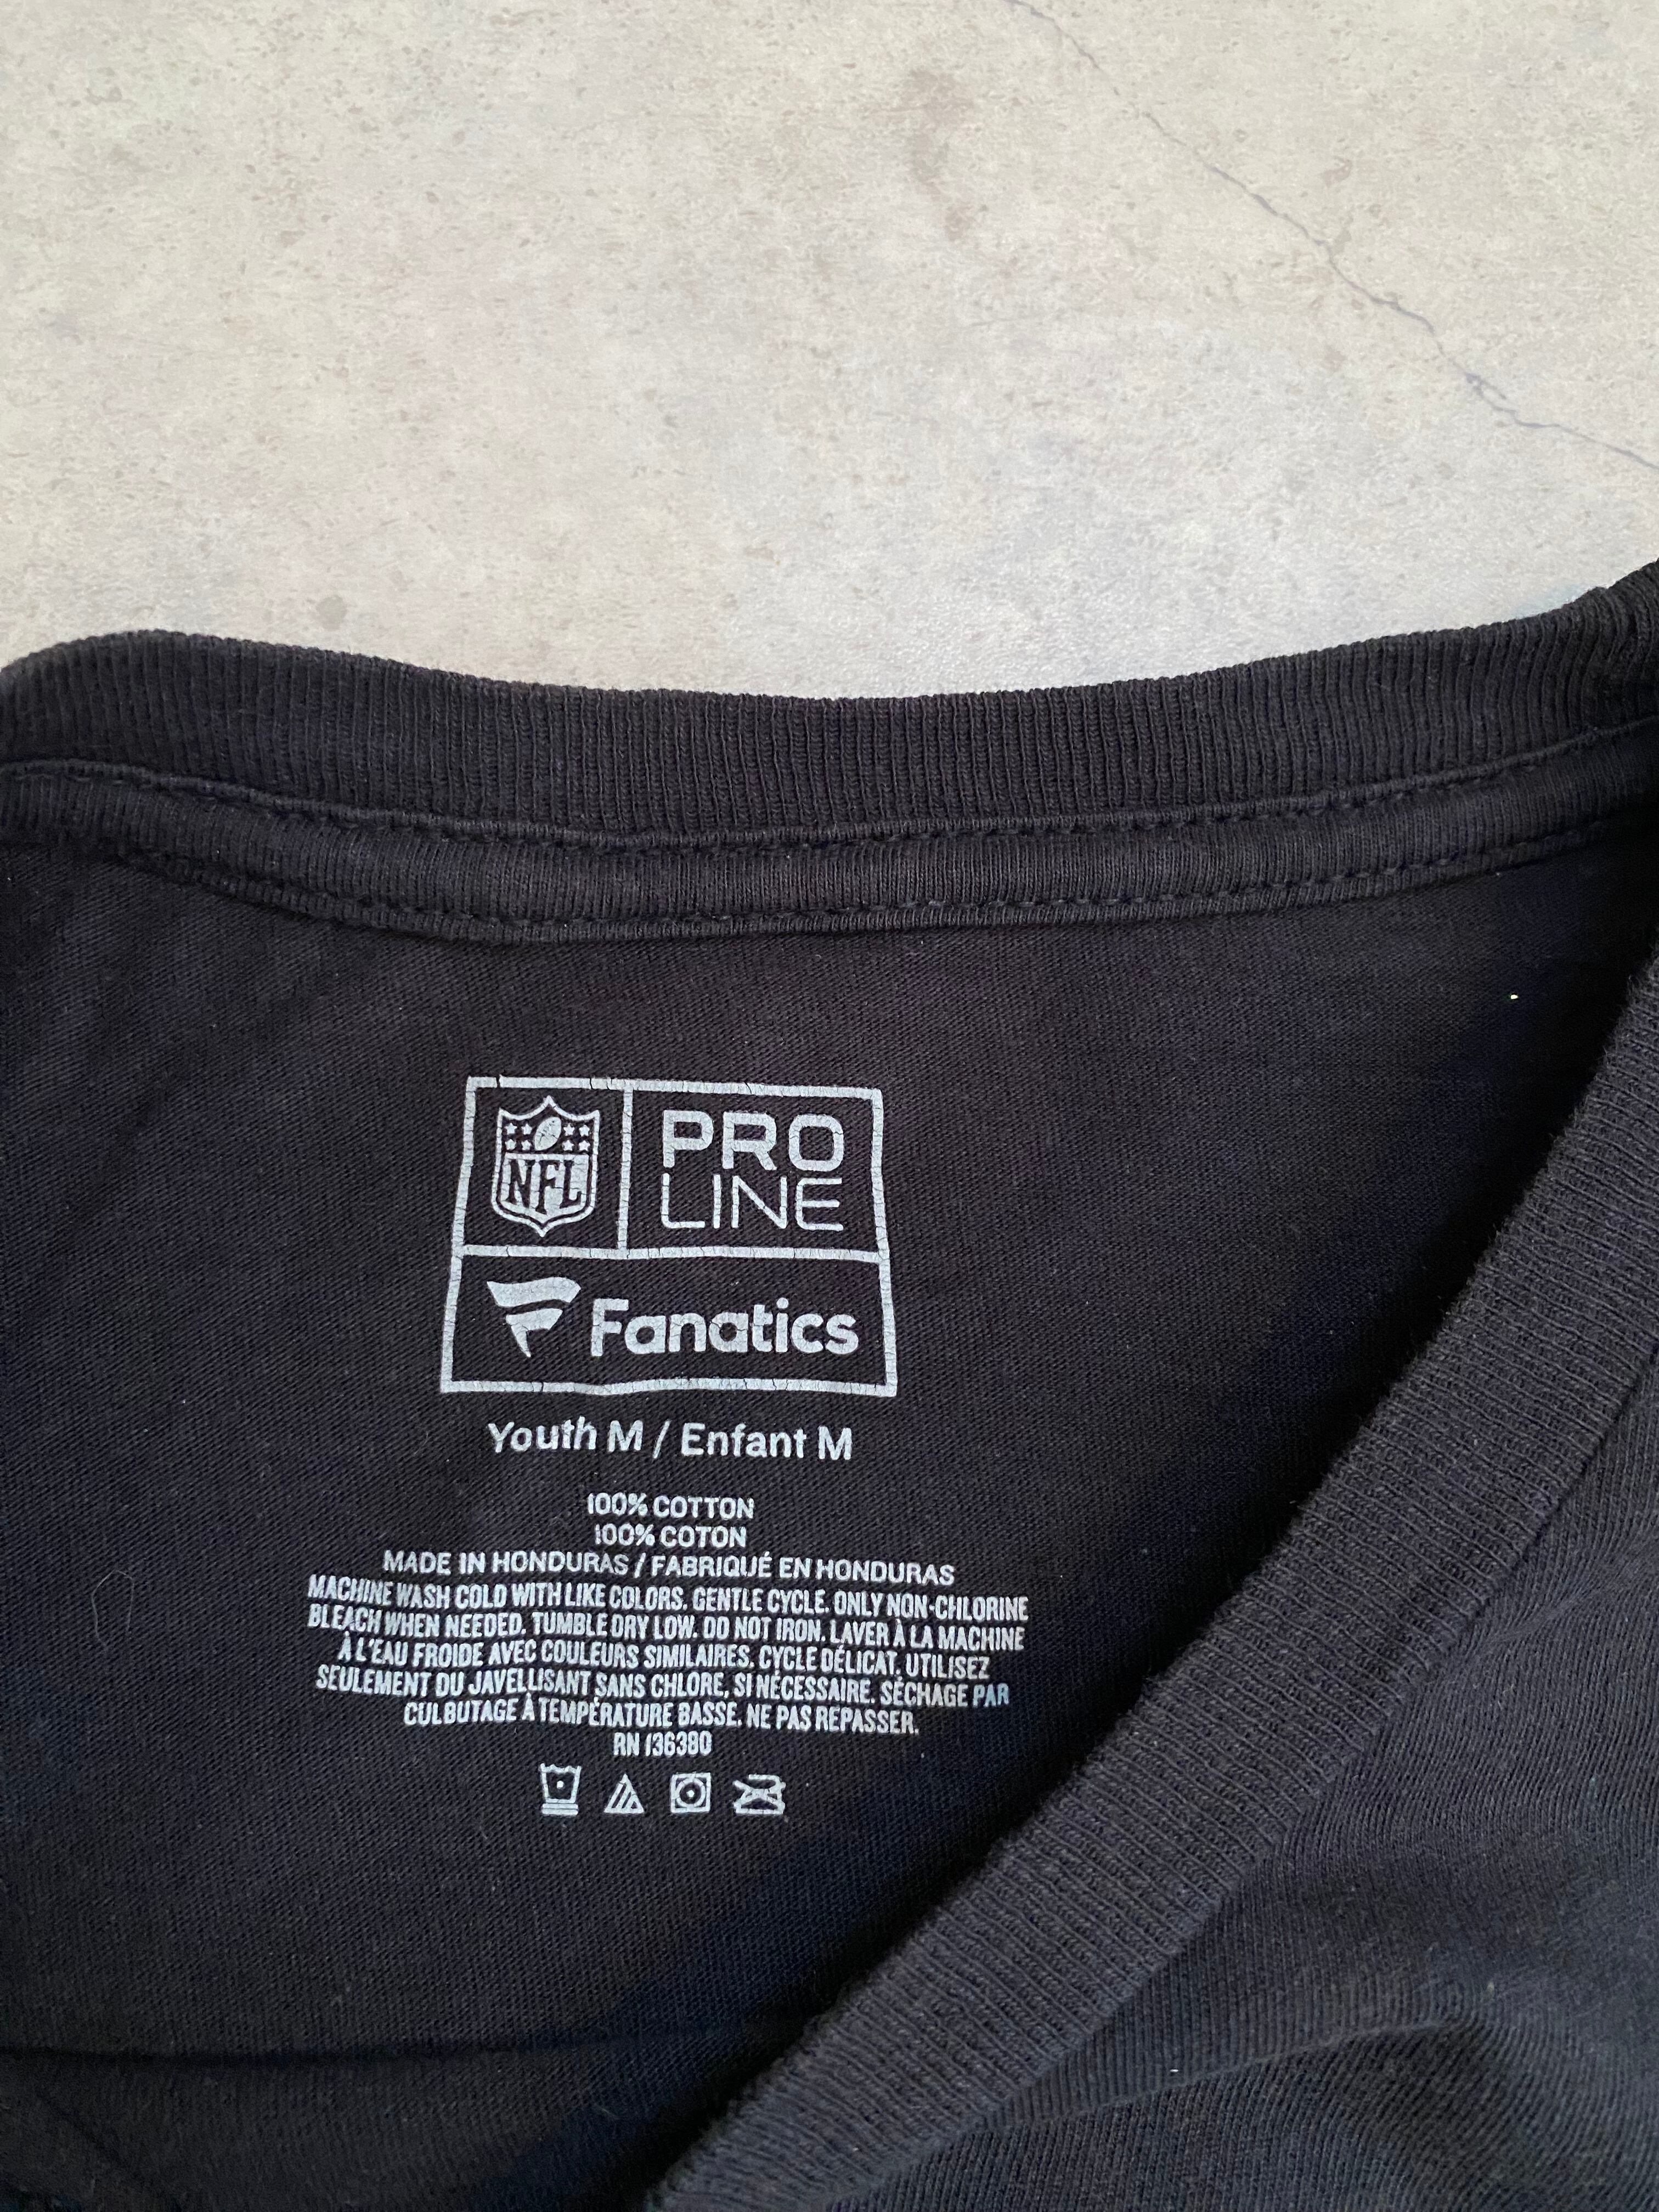 NFL
PRO
LINE
Fanatics
Youth M / Enfant M
100% COTTON
100% COTON
MADE IN HONDURAS / FABRIQUÉ EN HONDURAS
MACHINE WASH COLD WITH LIKE COLORS. GENTLE CYCLE. ONLY NON-CHLORINE
BLEACH WHEN NEEDED. TUMBLE DRY LOW. DO NOT IRON. LAVER À LA MACHINE
À L'EAU FROIDE AVEC COULEURS SIMILAIRES. CYCLE DÉLICAT. UTILISEZ
SEULEMENT DU JAVELLISANT SANS CHLORE, SI NÉCESSAIRE. SÉCHAGE PAR
CULBUTAGE À TEMPÉRATURE BASSE. NE PAS REPASSER.
RN 136380